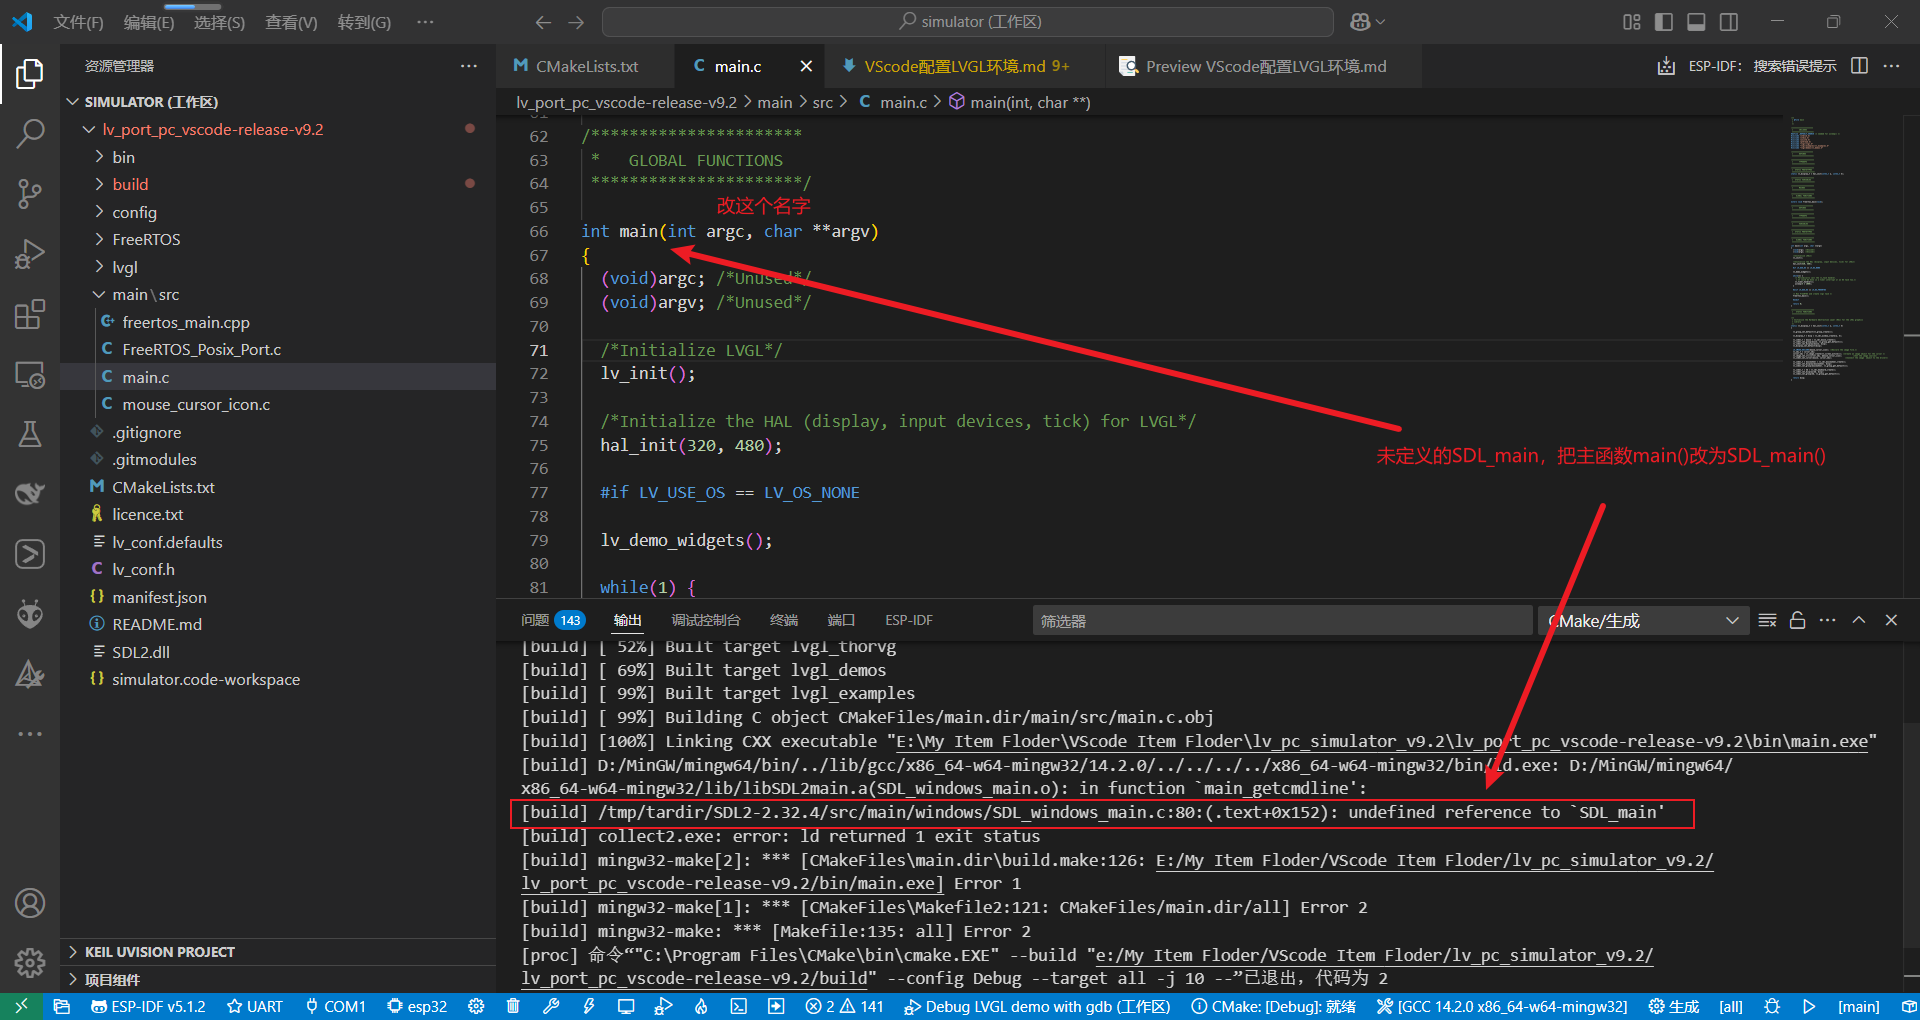 文件(F) 编辑(E) 选择(S) 查看(V) 转到(G) ··· simulator (工作区)
资源管理器 ···
CMakeLists.txt main.c VScode配置LVGL环境.md 9+ Preview VScode配置LVGL环境.md ESP-IDF: 搜索错误提示 ···
SIMULATOR (工作区)
lv_port_pc_vscode-release-v9.2
bin
build
config
FreeRTOS
lvgl
main\src
freertos_main.cpp
FreeRTOS_Posix_Port.c
main.c
mouse_cursor_icon.c
.gitignore
.gitmodules
CMakeLists.txt
licence.txt
lv_conf.defaults
lv_conf.h
manifest.json
README.md
SDL2.dll
simulator.code-workspace
KEIL UVISION PROJECT
项目组件
lv_port_pc_vscode-release-v9.2 > main > src > C main.c > main(int, char **)
61
62 /**********************
63 * GLOBAL FUNCTIONS
64 **********************/
65
改这个名字
66 int main(int argc, char **argv)
67 {
68 (void)argc; /*Unused*/
69 (void)argv; /*Unused*/
70
71 /*Initialize LVGL*/
72 lv_init();
73
74 /*Initialize the HAL (display, input devices, tick) for LVGL*/
75 hal_init(320, 480);
未定义的SDL_main，把主函数main()改为SDL_main()
76
77 #if LV_USE_OS == LV_OS_NONE
78
79 lv_demo_widgets();
80
81 while(1) {
问题 143 输出 调试控制台 终端 端口 ESP-IDF 筛选器 CMake/生成
[build] [ 52%] Built target lvgl_thorvg
[build] [ 69%] Built target lvgl_demos
[build] [ 99%] Built target lvgl_examples
[build] [ 99%] Building C object CMakeFiles/main.dir/main/src/main.c.obj
[build] [100%] Linking CXX executable "E:\My Item Floder\VScode Item Floder\lv_pc_simulator_v9.2\lv_port_pc_vscode-release-v9.2\bin\main.exe"
[build] D:/MinGW/mingw64/bin/../lib/gcc/x86_64-w64-mingw32/14.2.0/../../../../x86_64-w64-mingw32/bin/ld.exe: D:/MinGW/mingw64/
x86_64-w64-mingw32/lib/libSDL2main.a(SDL_windows_main.o): in function `main_getcmdline':
[build] /tmp/tardir/SDL2-2.32.4/src/main/windows/SDL_windows_main.c:80:(.text+0x152): undefined reference to `SDL_main'
[build] collect2.exe: error: ld returned 1 exit status
[build] mingw32-make[2]: *** [CMakeFiles\main.dir\build.make:126: E:/My Item Floder/VScode Item Floder/lv_pc_simulator_v9.2/
lv_port_pc_vscode-release-v9.2/bin/main.exe] Error 1
[build] mingw32-make[1]: *** [CMakeFiles\Makefile2:121: CMakeFiles/main.dir/all] Error 2
[build] mingw32-make: *** [Makefile:135: all] Error 2
[proc] 命令“"C:\Program Files\CMake\bin\cmake.EXE" --build "e:/My Item Floder/VScode Item Floder/lv_pc_simulator_v9.2/
lv_port_pc_vscode-release-v9.2/build" --config Debug --target all -j 10 --”已退出，代码为 2
ESP-IDF v5.1.2 UART COM1 esp32 2 141 Debug LVGL demo with gdb (工作区) CMake: [Debug]: 就绪 [GCC 14.2.0 x86_64-w64-mingw32] 生成 [all] [main]